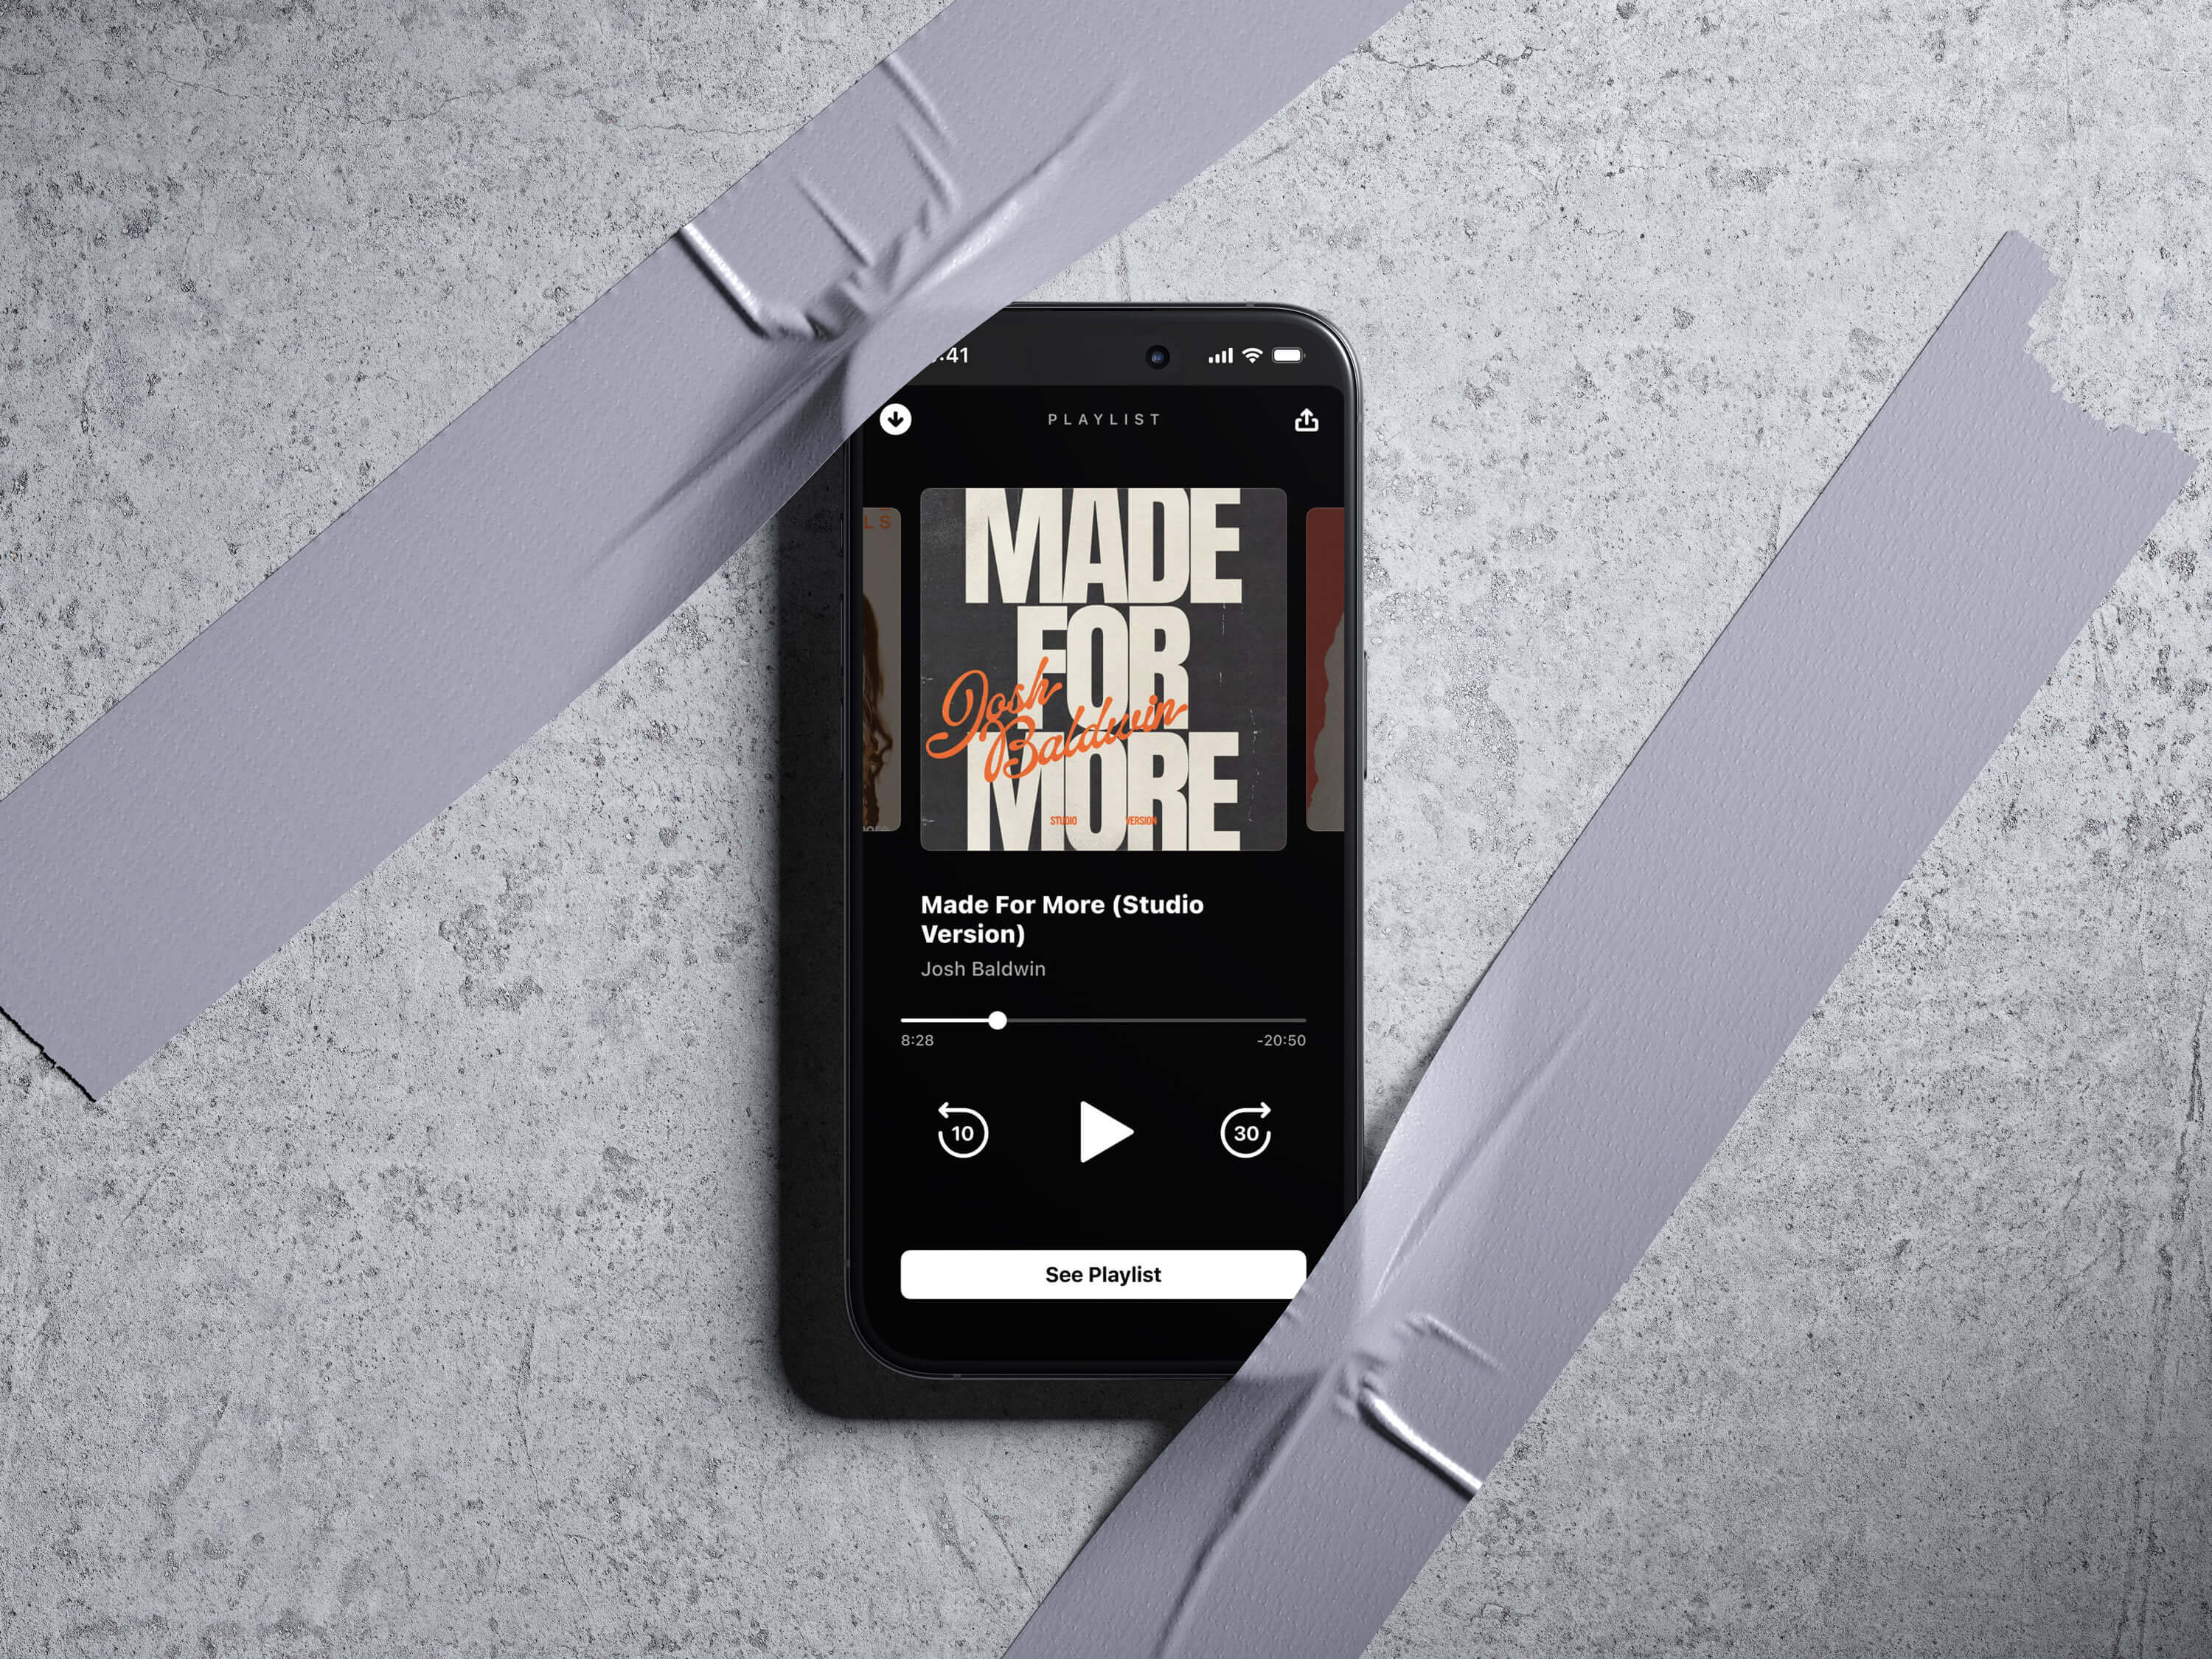 :41
PLAYLIST
LS
MADE
FOR
MORE
Josh
Baldwin
STUDIO VERSION
Made For More (Studio
Version)
Josh Baldwin
8:28 -20:50
10 30
See Playlist